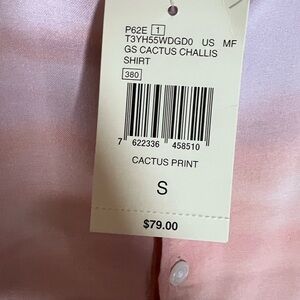 P62E 1
T3YH55WDGD0 US MF
GS CACTUS CHALLIS
SHIRT
380
7 622336 458510
CACTUS PRINT
S
$79.00